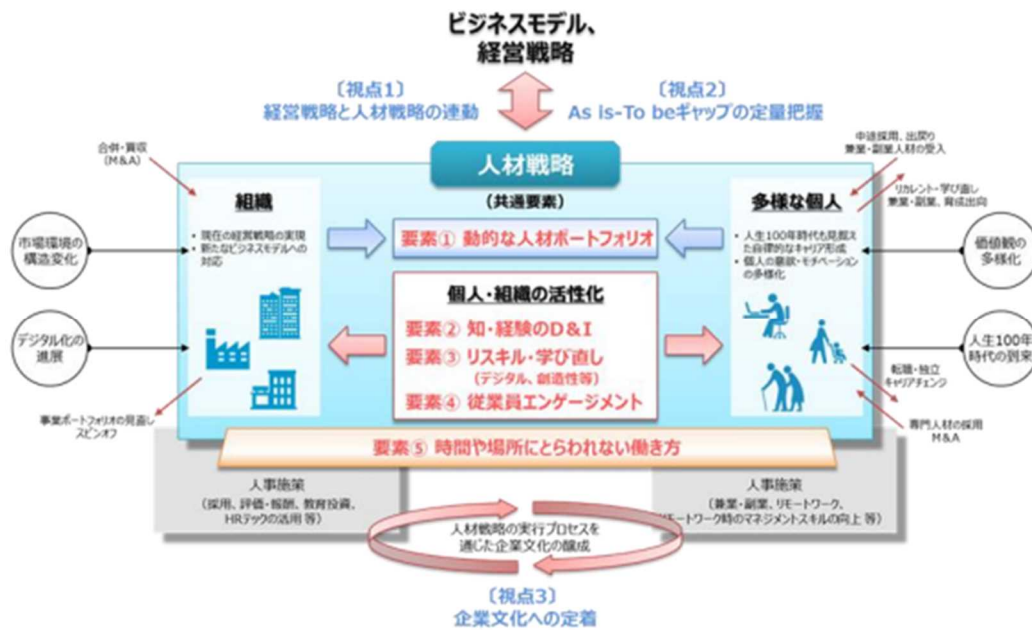 ビジネスモデル、
経営戦略
〔視点1〕
経営戦略と人材戦略の連動
〔視点2〕
As is‐To beギャップの定量把握
合併・買収
(M&A)
中途採用、出戻り
兼業・副業人材の受入
リカレント・学び直し
兼業・副業、育成出向
人材戦略
(共通要素)
組織
• 現在の経営戦略の実現
• 新たなビジネスモデルへの
対応
要素① 動的な人材ポートフォリオ
多様な個人
• 人生100年時代も見据え
た自律的なキャリア形成
• 個人の意欲・モチベーション
の多様化
市場環境の
構造変化
デジタル化の
進展
価値観の
多様化
人生100年
時代の到来
個人・組織の活性化
要素② 知・経験のD&I
要素③ リスキル・学び直し
(デジタル、創造性等)
要素④ 従業員エンゲージメント
転職・独立
キャリアチェンジ
事業ポートフォリオの見直し
スピンオフ
専門人材の採用
M&A
要素⑤ 時間や場所にとらわれない働き方
人事施策
(採用、評価・報酬、教育投資、
HRテックの活用 等)
人事施策
(兼業・副業、リモートワーク、
リモートワーク時のマネジメントスキルの向上 等)
人材戦略の実行プロセスを
通じた企業文化の醸成
〔視点3〕
企業文化への定着